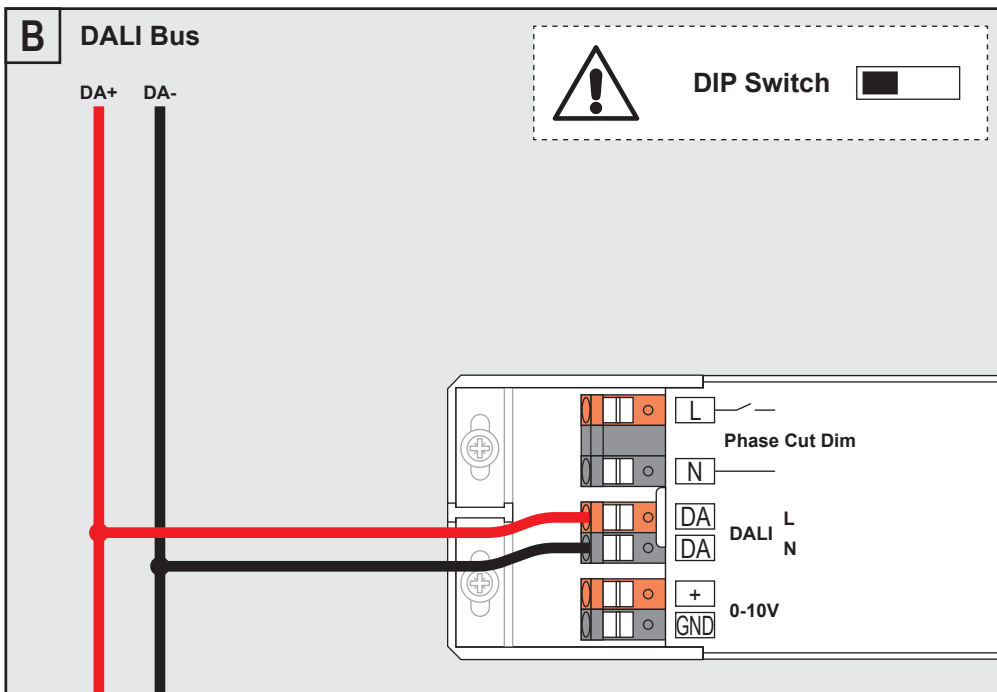 B DALI Bus
DA+ DA-
DIP Switch
L
Phase Cut Dim
N
DA L
DALI
DA N
+
0-10V
GND